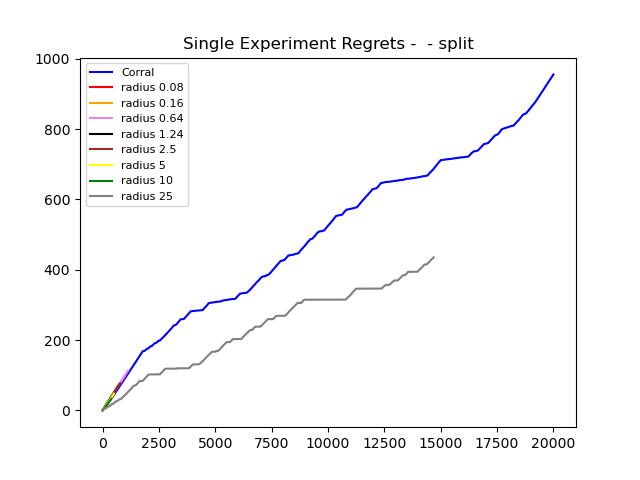 Single Experiment Regrets -  - split
1000
800
600
400
200
0
Corral
radius 0.08
radius 0.16
radius 0.64
radius 1.24
radius 2.5
radius 5
radius 10
radius 25
0 2500 5000 7500 10000 12500 15000 17500 20000